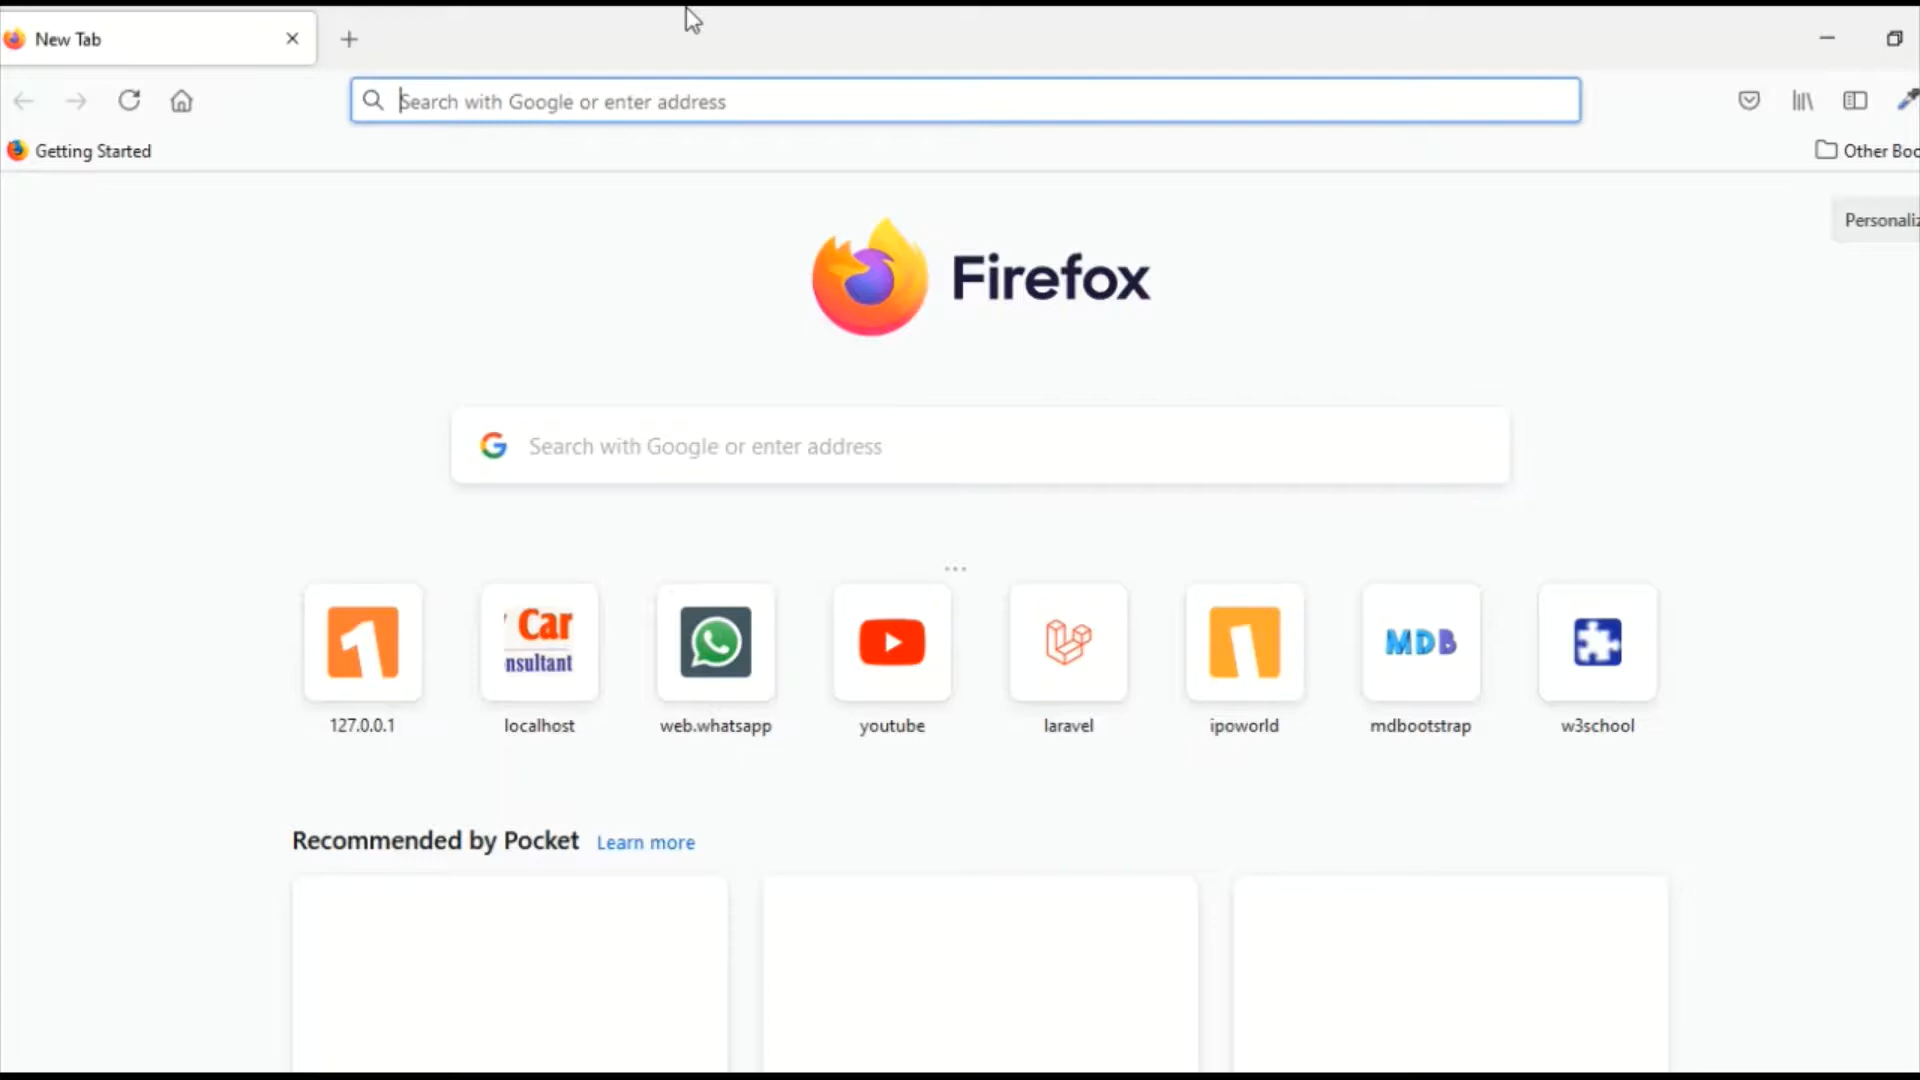 New Tab
Search with Google or enter address
Getting Started
Other Boo
Personaliz
Firefox
Search with Google or enter address
1
Car
nsultant
MDB
127.0.0.1
localhost
web.whatsapp
youtube
laravel
ipoworld
mdbootstrap
w3school
Recommended by Pocket Learn more